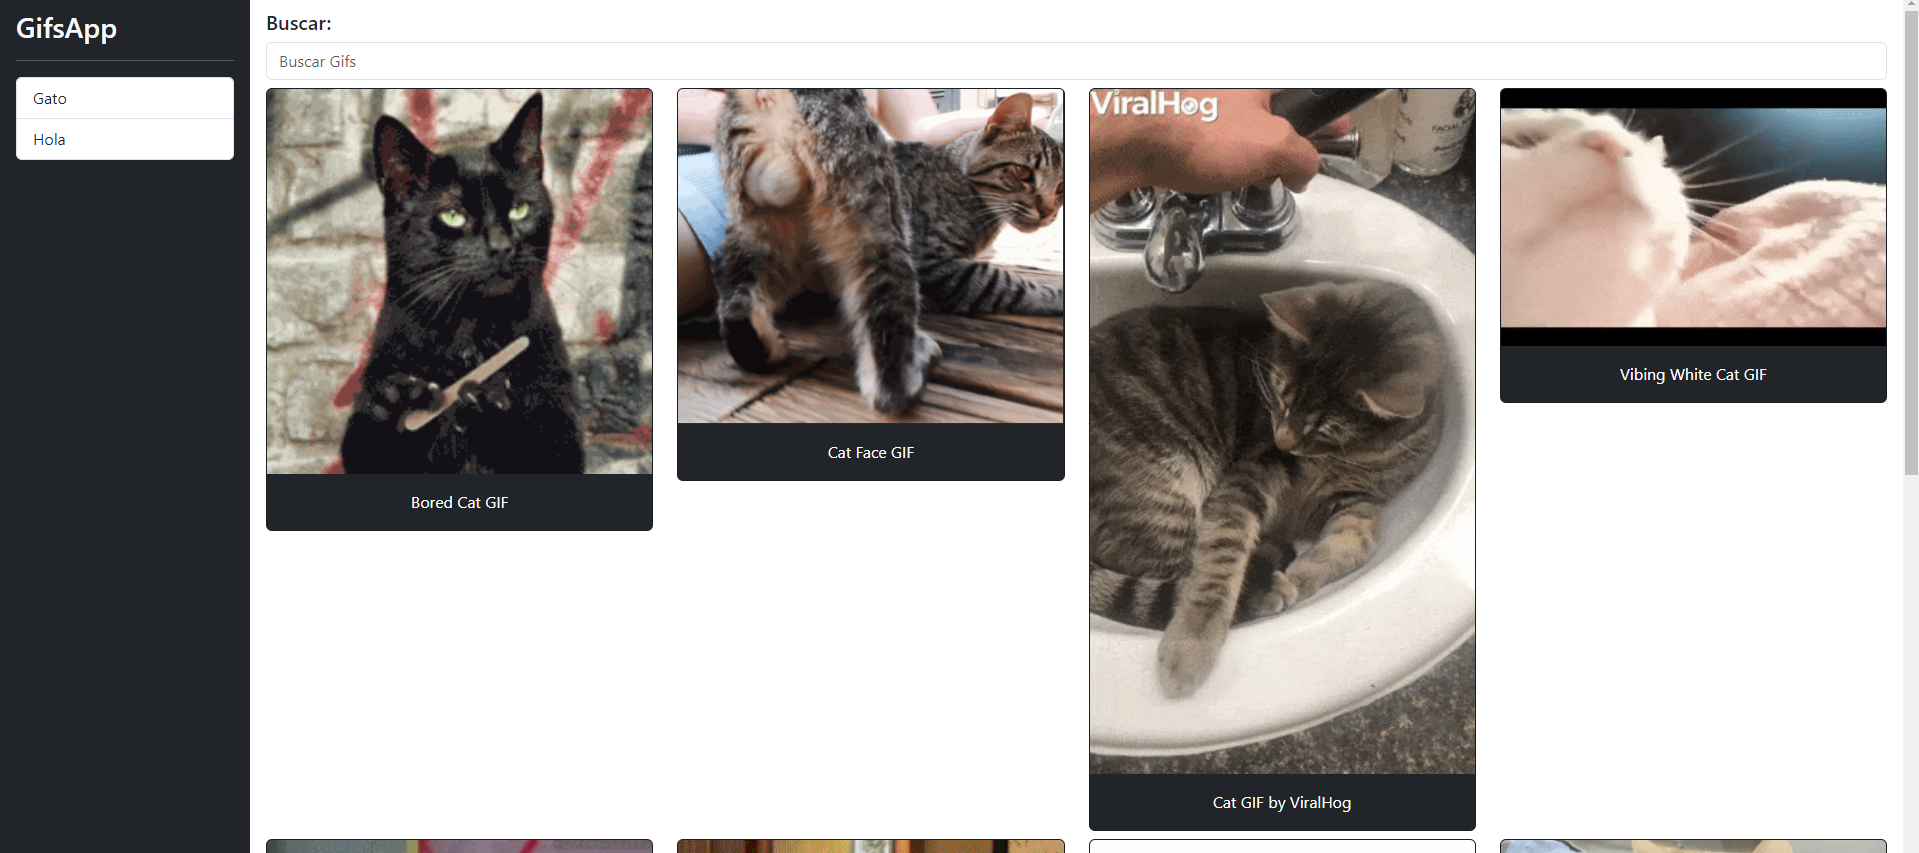 GifsApp
Gato
Hola
Buscar:
Buscar Gifs
ViralHog
Bored Cat GIF
Cat Face GIF
Cat GIF by ViralHog
Vibing White Cat GIF